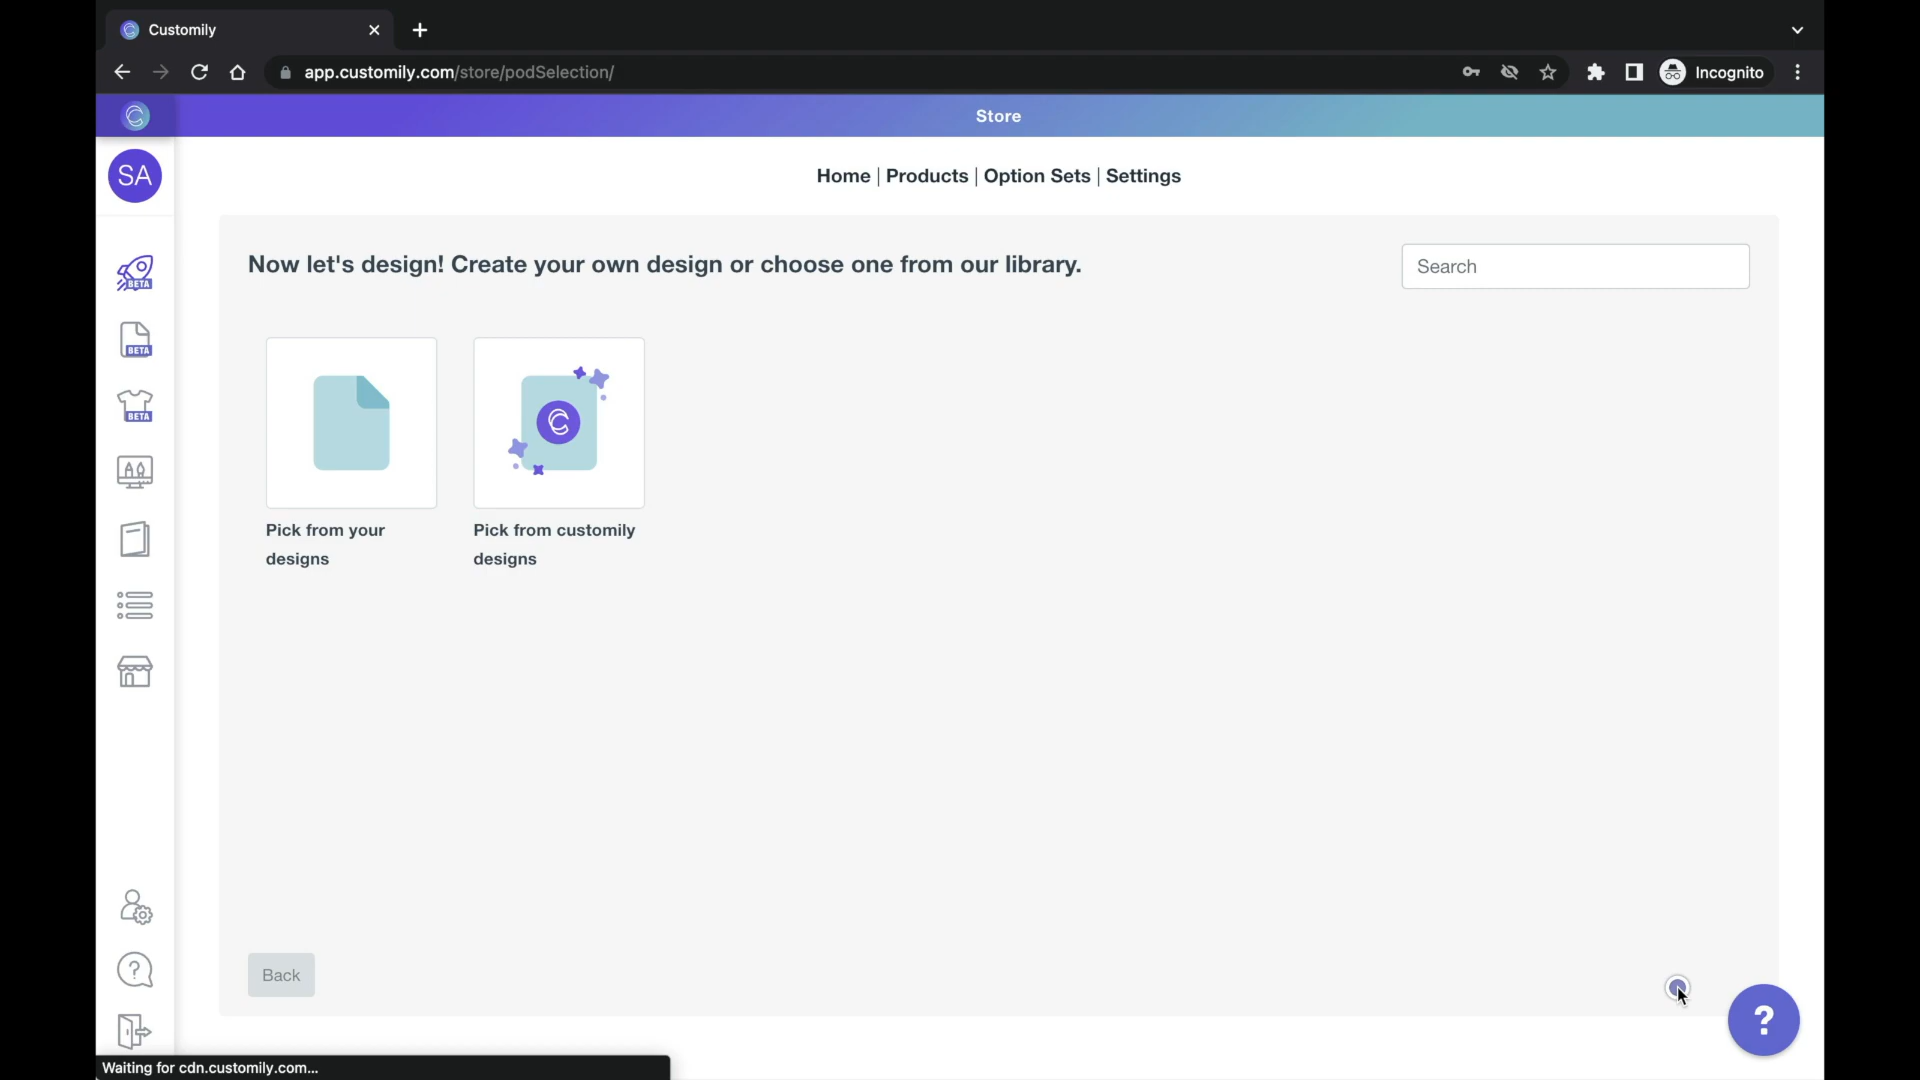 Customily
app.customily.com/store/podSelection/
Incognito
Store
SA
Home | Products | Option Sets | Settings
Now let's design! Create your own design or choose one from our library.
Search
BETA
BETA
BETA
Pick from your
designs
Pick from customily
designs
Back
?
Waiting for cdn.customily.com...